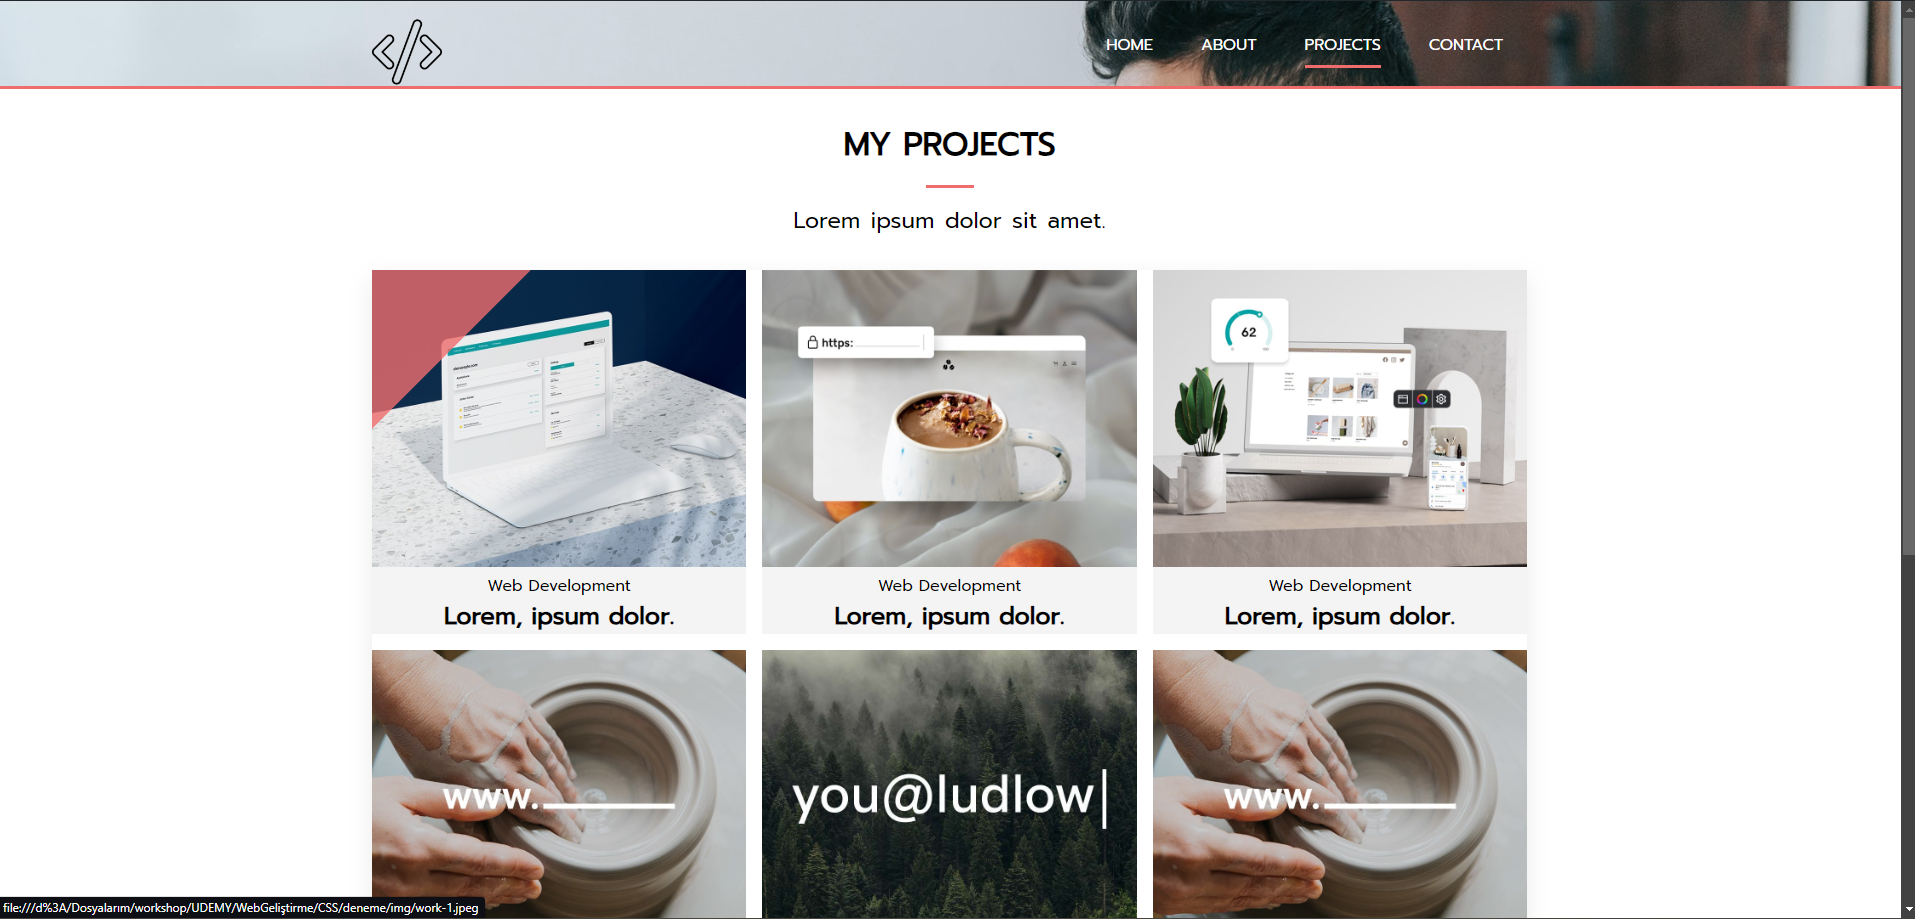 HOME ABOUT PROJECTS CONTACT
MY PROJECTS
Lorem ipsum dolor sit amet.
https:
62
Web Development
Lorem, ipsum dolor.
Web Development
Lorem, ipsum dolor.
Web Development
Lorem, ipsum dolor.
www.
you@ludlow
www.
file:///d%3A/Dosyalarım/workshop/UDEMY/WebGeliştirme/CSS/deneme/img/work-1.jpeg